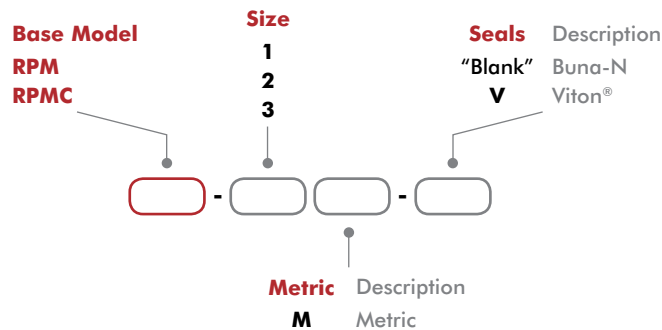 Base Model
RPM
RPMC
Size
1
2
3
Seals Description
“Blank” Buna-N
V Viton®
- -
Metric Description
M Metric